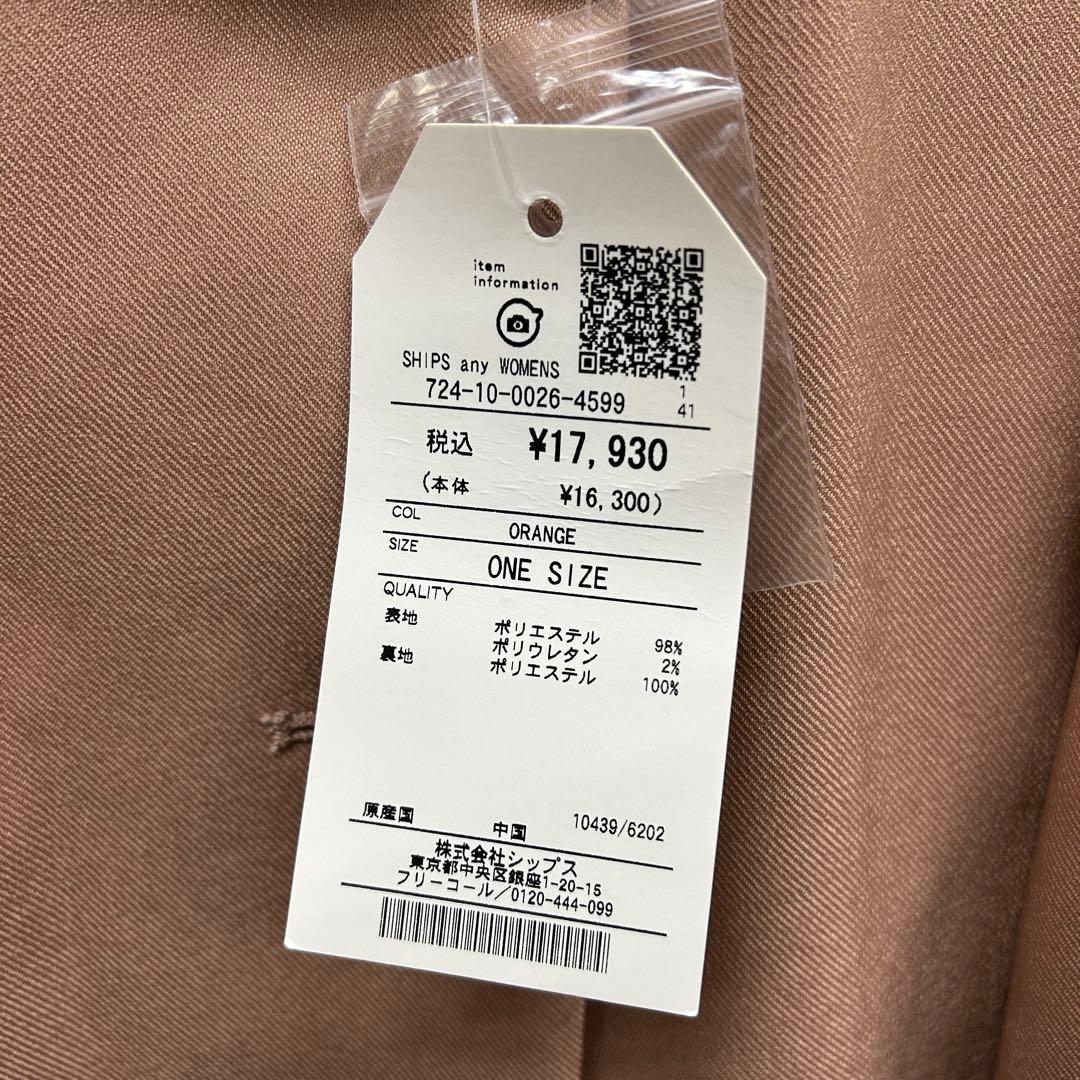 item
information
SHIPS any WOMENS
724-10-0026-4599
1
41
税込 ¥17,930
(本体 ¥16,300)
COL ORANGE
SIZE ONE SIZE
QUALITY
表地 ポリエステル 98%
ポリウレタン 2%
裏地 ポリエステル 100%
原産国 中国 10439/6202
株式会社シップス
東京都中央区銀座1-20-15
フリーコール/0120-444-099